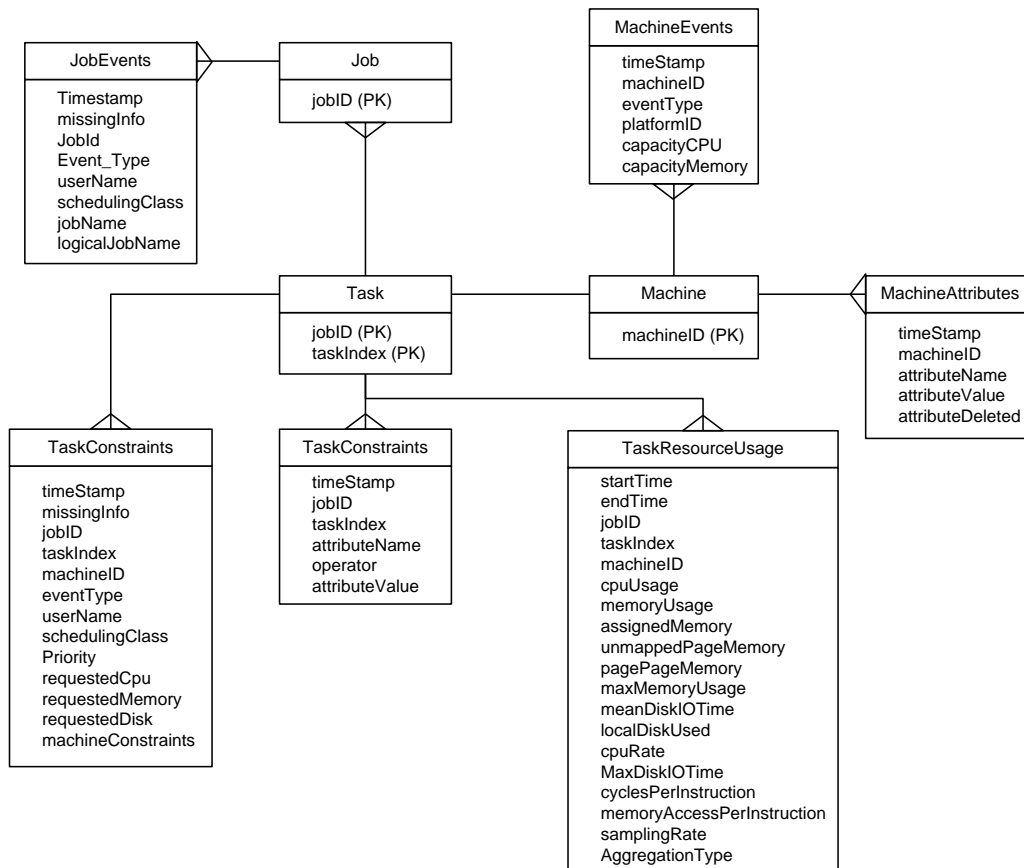 MachineEvents
timeStamp
machineID
eventType
platformID
capacityCPU
capacityMemory
JobEvents
Timestamp
missingInfo
JobId
Event_Type
userName
schedulingClass
jobName
logicalJobName
Job
jobID (PK)
Task
jobID (PK)
taskIndex (PK)
Machine
machineID (PK)
MachineAttributes
timeStamp
machineID
attributeName
attributeValue
attributeDeleted
TaskConstraints
timeStamp
missingInfo
jobID
taskIndex
machineID
eventType
userName
schedulingClass
Priority
requestedCpu
requestedMemory
requestedDisk
machineConstraints
TaskConstraints
timeStamp
jobID
taskIndex
attributeName
operator
attributeValue
TaskResourceUsage
startTime
endTime
jobID
taskIndex
machineID
cpuUsage
memoryUsage
assignedMemory
unmappedPageMemory
pagePageMemory
maxMemoryUsage
meanDiskIOTime
localDiskUsed
cpuRate
MaxDiskIOTime
cyclesPerInstruction
memoryAccessPerInstruction
samplingRate
AggregationType